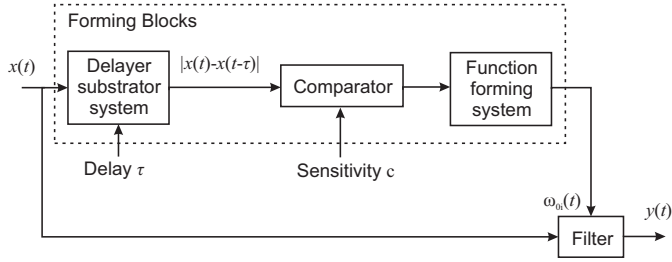 Forming Blocks
x(t)
Delayer
substrator
system
|x(t)-x(t-τ)|
Comparator
Function
forming
system
Delay τ
Sensitivity c
ω0i(t)
y(t)
Filter